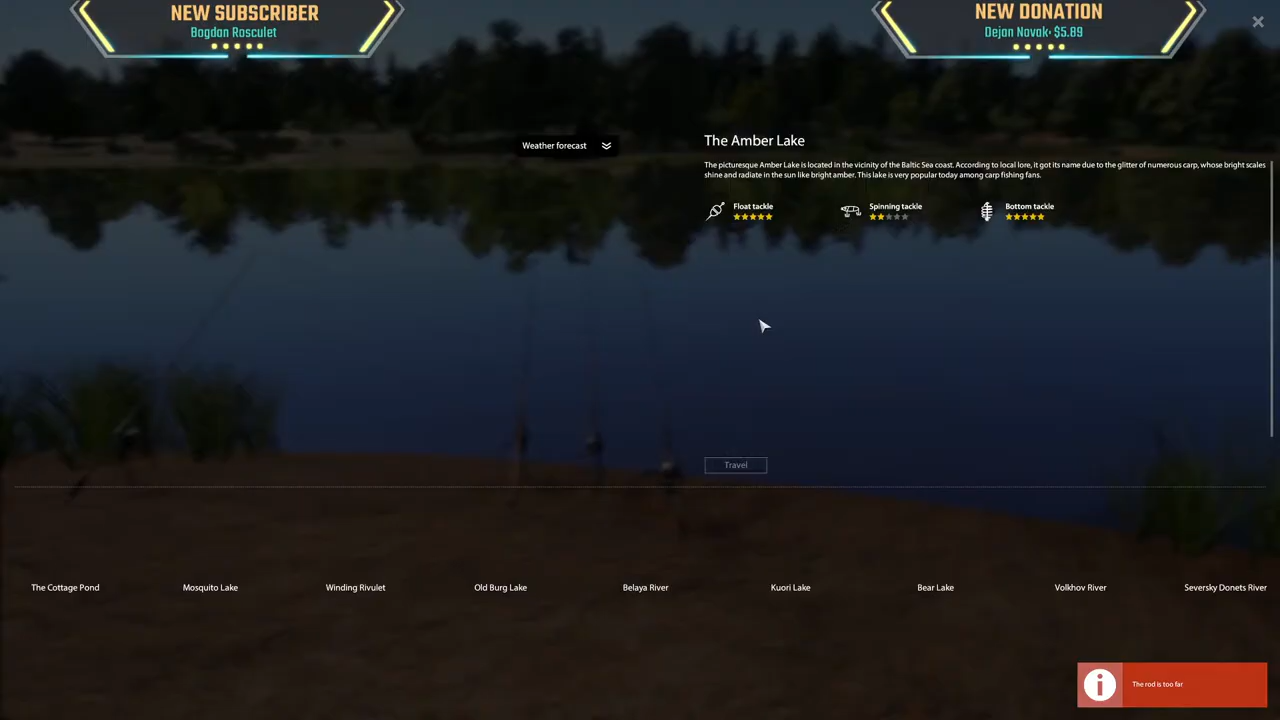 NEW SUBSCRIBER
Bogdan Rosculet
NEW DONATION
Dejan Novak• $5.89
Weather forecast
The Amber Lake
The picturesque Amber Lake is located in the vicinity of the Baltic Sea coast. According to local lore, it got its name due to the glitter of numerous carp, whose bright scales
shine and radiate in the sun like bright amber. This lake is very popular today among carp fishing fans.
Float tackle
Spinning tackle
Bottom tackle
Travel
The Cottage Pond
Mosquito Lake
Winding Rivulet
Old Burg Lake
Belaya River
Kuori Lake
Bear Lake
Volkhov River
Seversky Donets River
The rod is too far